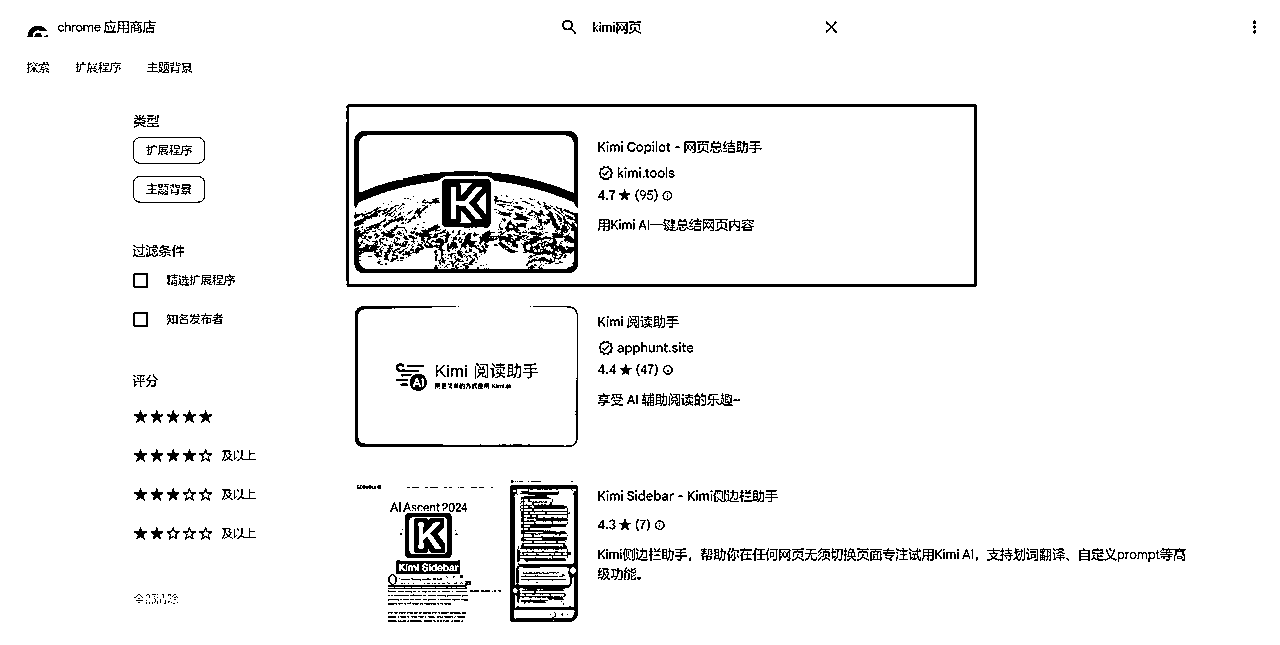 chrome 应用商店
kimi网页
探索 扩展程序 主题背景
类型
扩展程序
主题背景
过滤条件
精选扩展程序
知名发布者
评分
及以上
及以上
及以上
全部清除
Kimi Copilot - 网页总结助手
kimi.tools
4.7 ★ (95)
用Kimi AI一键总结网页内容
Kimi 阅读助手
Kimi 阅读助手
apphunt.site
4.4 ★ (47)
享受 AI 辅助阅读的乐趣~
AI Ascent 2024
Kimi Sidebar
Kimi Sidebar - Kimi侧边栏助手
4.3 ★ (7)
Kimi侧边栏助手，帮助你在任何网页无须切换页面专注试用Kimi AI，支持划词翻译、自定义prompt等高
级功能。